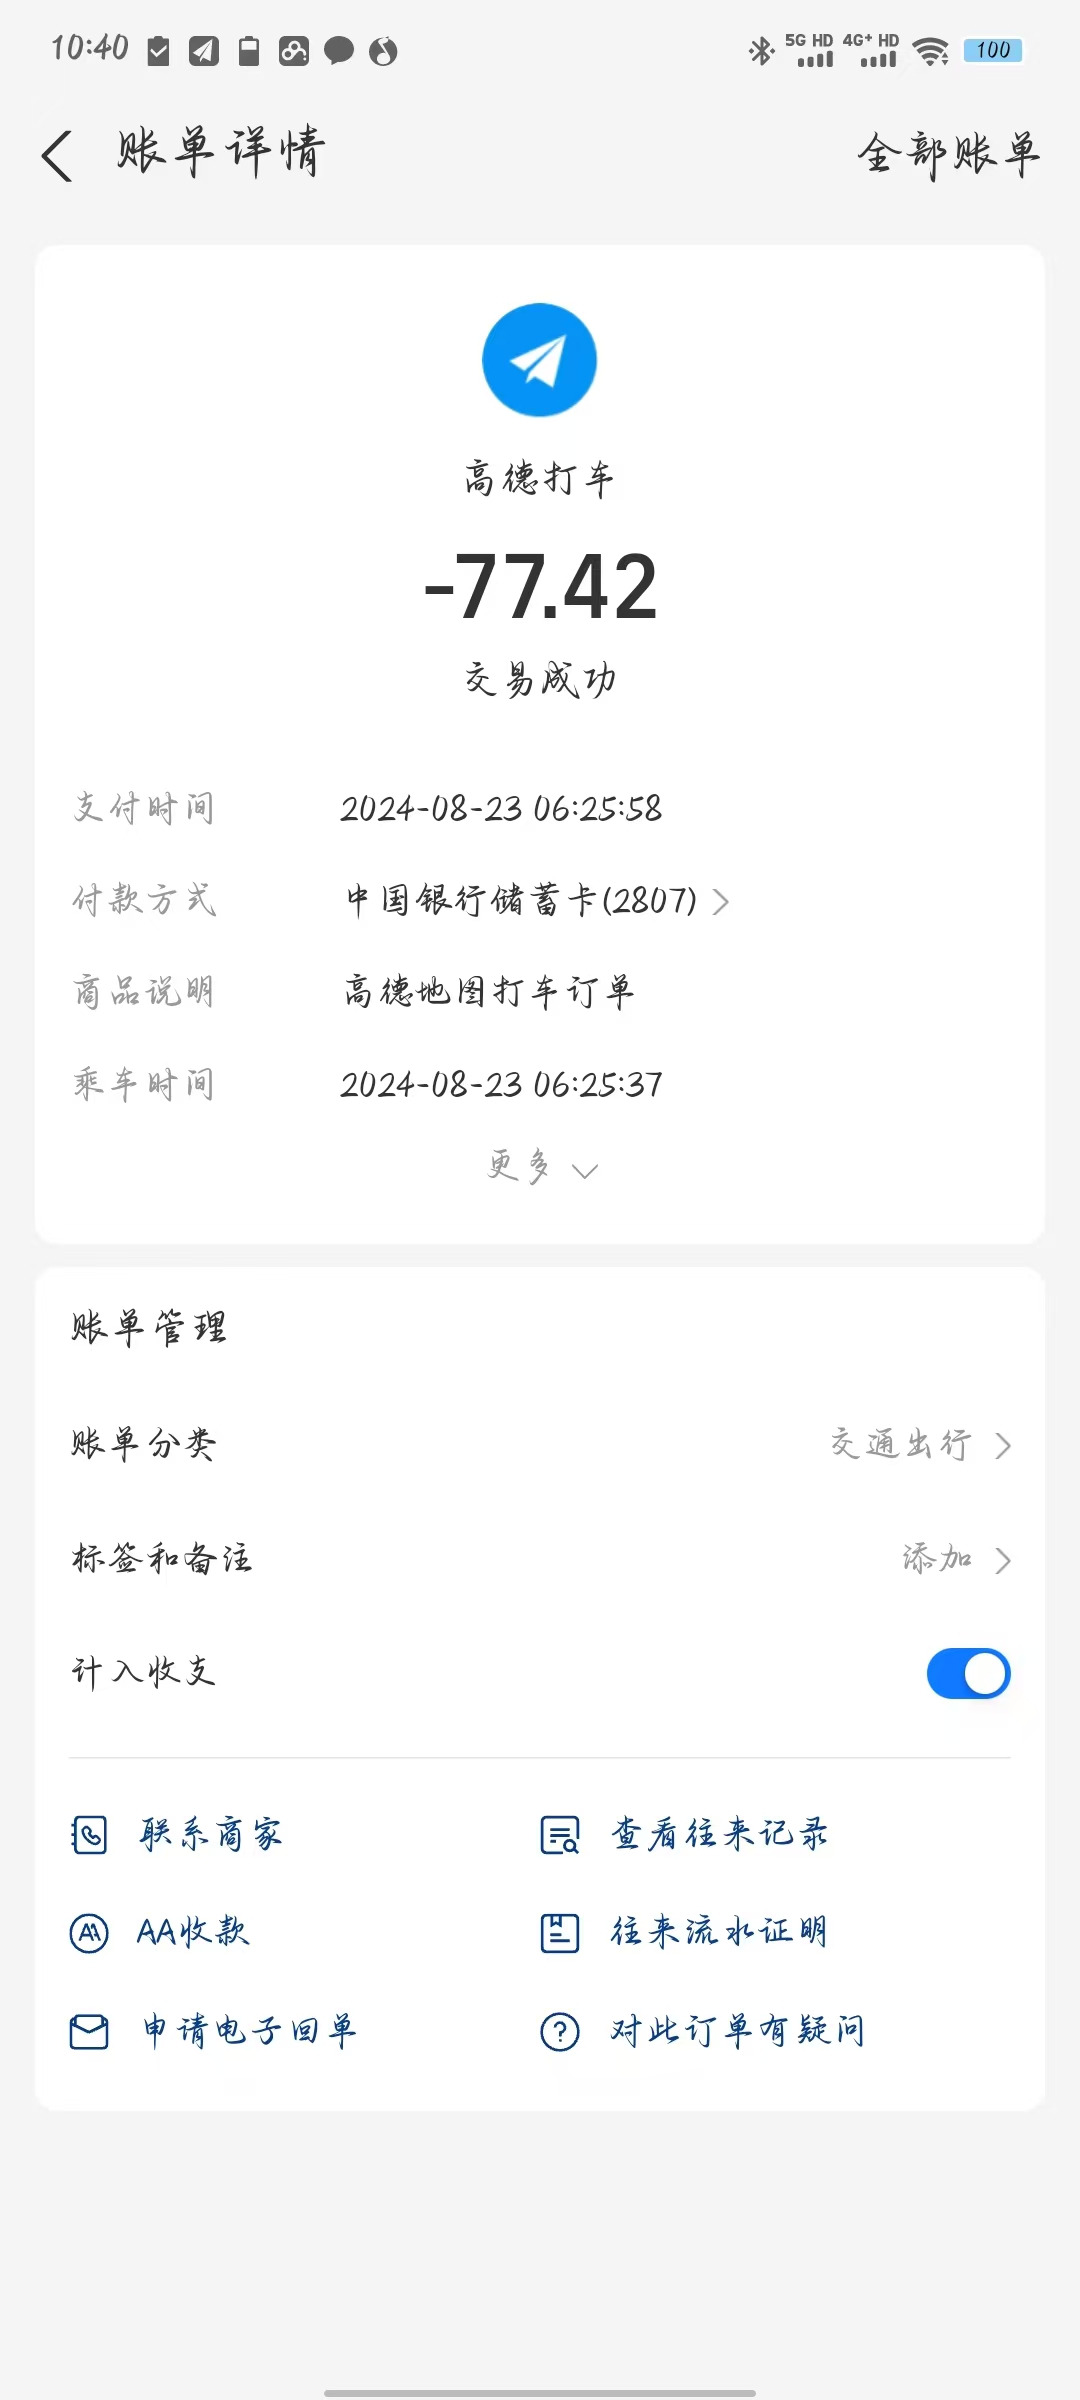 10:40 5G HD 4G+ HD 100
账单详情 全部账单
高德打车
-77.42
交易成功
支付时间 2024-08-23 06:25:58
付款方式 中国银行储蓄卡(2807)
商品说明 高德地图打车订单
乘车时间 2024-08-23 06:25:37
更多
账单管理
账单分类 交通出行
标签和备注 添加
计入收支
联系商家 查看往来记录
AA收款 往来流水证明
申请电子回单 对此订单有疑问